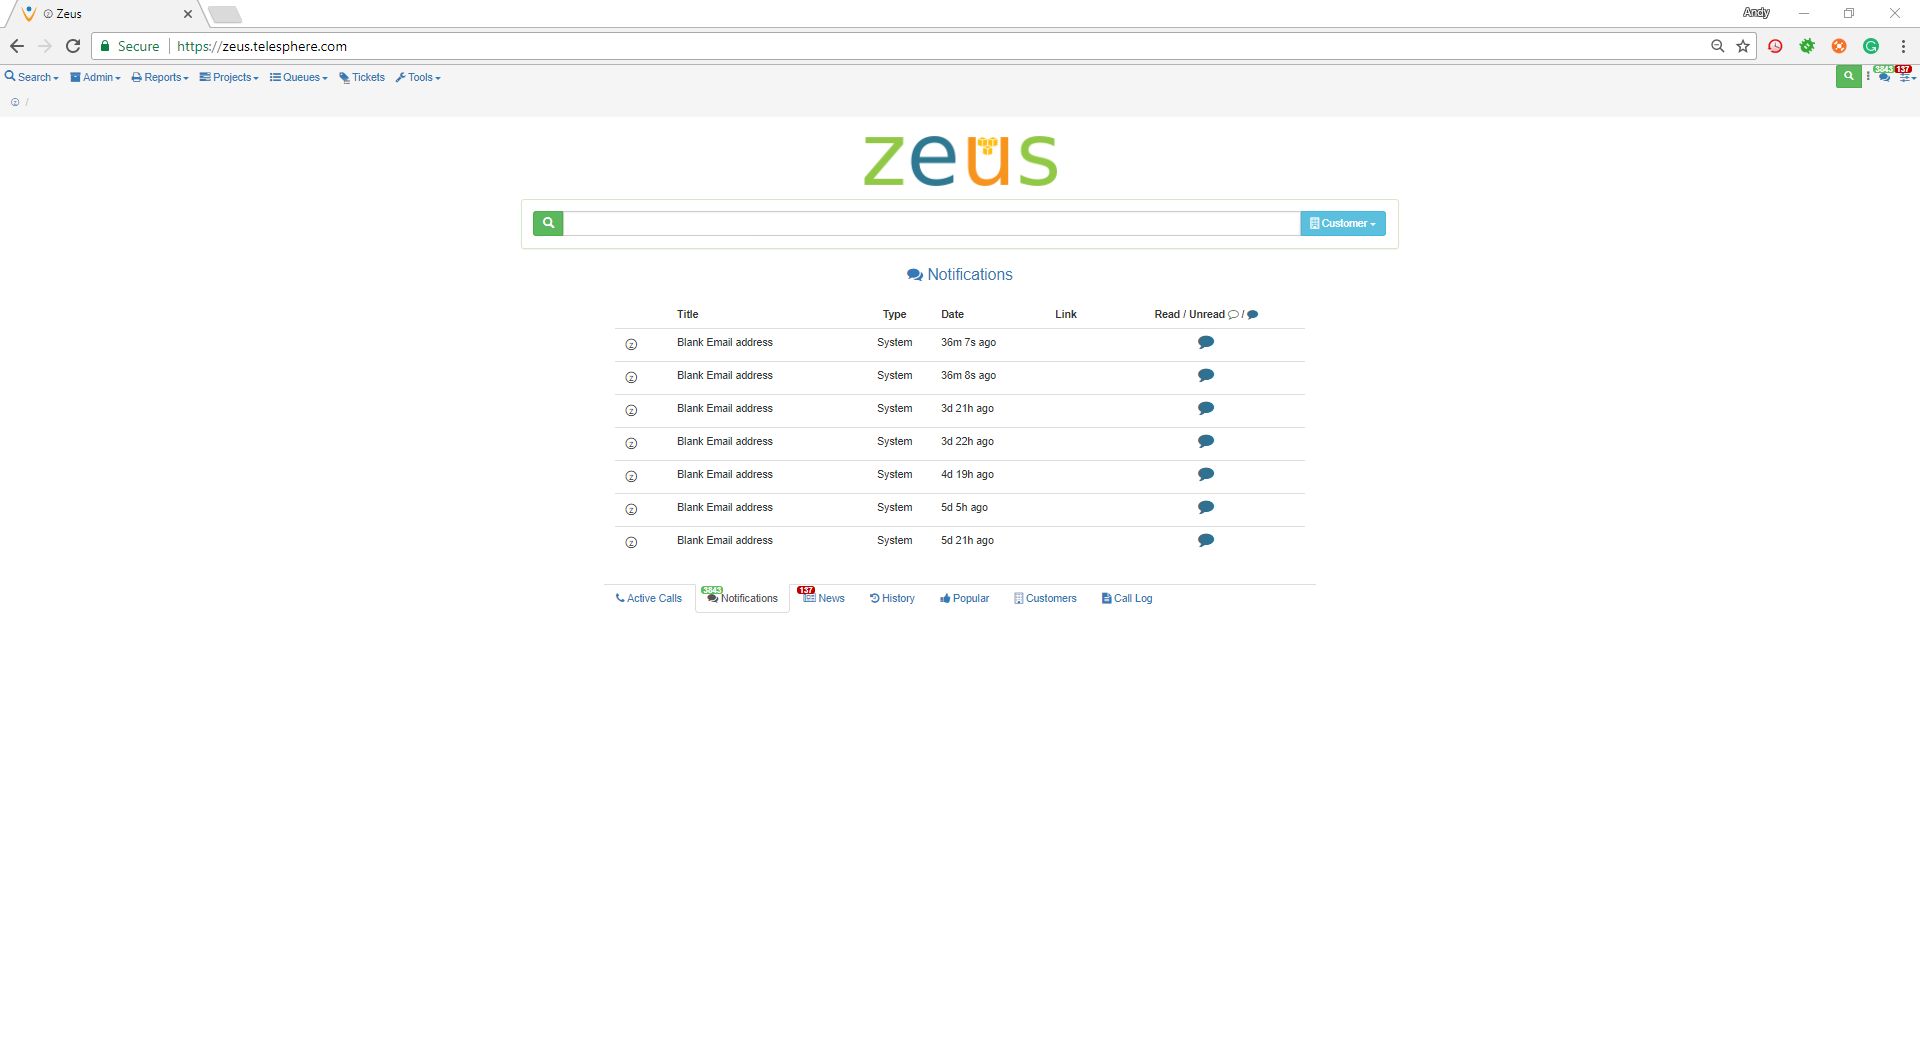 Zeus
Andy
Secure https://zeus.telesphere.com
Search Admin Reports Projects Queues Tickets Tools 3843 137
/
zeus
Customer
Notifications
Title Type Date Link Read / Unread /
Blank Email address System 36m 7s ago
Blank Email address System 36m 8s ago
Blank Email address System 3d 21h ago
Blank Email address System 3d 22h ago
Blank Email address System 4d 19h ago
Blank Email address System 5d 5h ago
Blank Email address System 5d 21h ago
3843 137
Active Calls Notifications News History Popular Customers Call Log